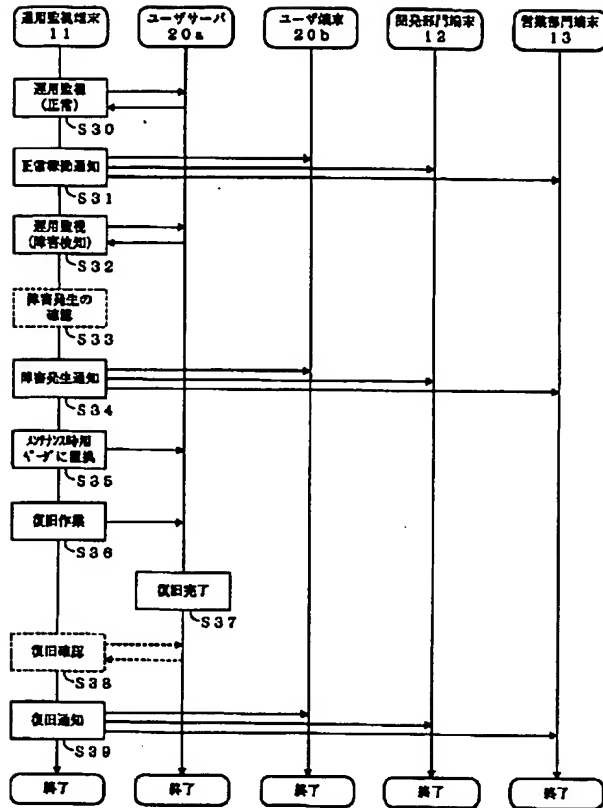 運用監視端末
11
ユーザサーバ
20a
ユーザ端末
20b
開発部門端末
12
営業部門端末
13
運用監視
(正常)
S30
正常稼働通知
S31
運用監視
(障害検知)
S32
障害発生の
確認
S33
障害発生通知
S34
メンテナンス時用
ページに置換
S35
復旧作業
S36
復旧完了
S37
復旧確認
S38
復旧通知
S39
終了
終了
終了
終了
終了